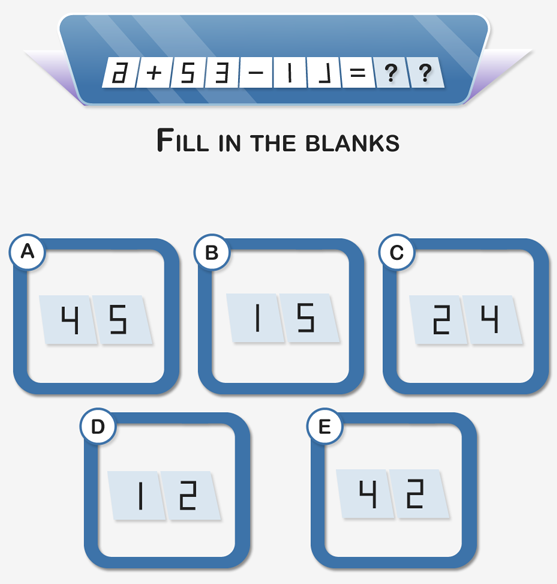 a + 5 3 − 1 J = ? ?
Fill in the blanks
A
4 5
B
1 5
C
2 4
D
1 2
E
4 2